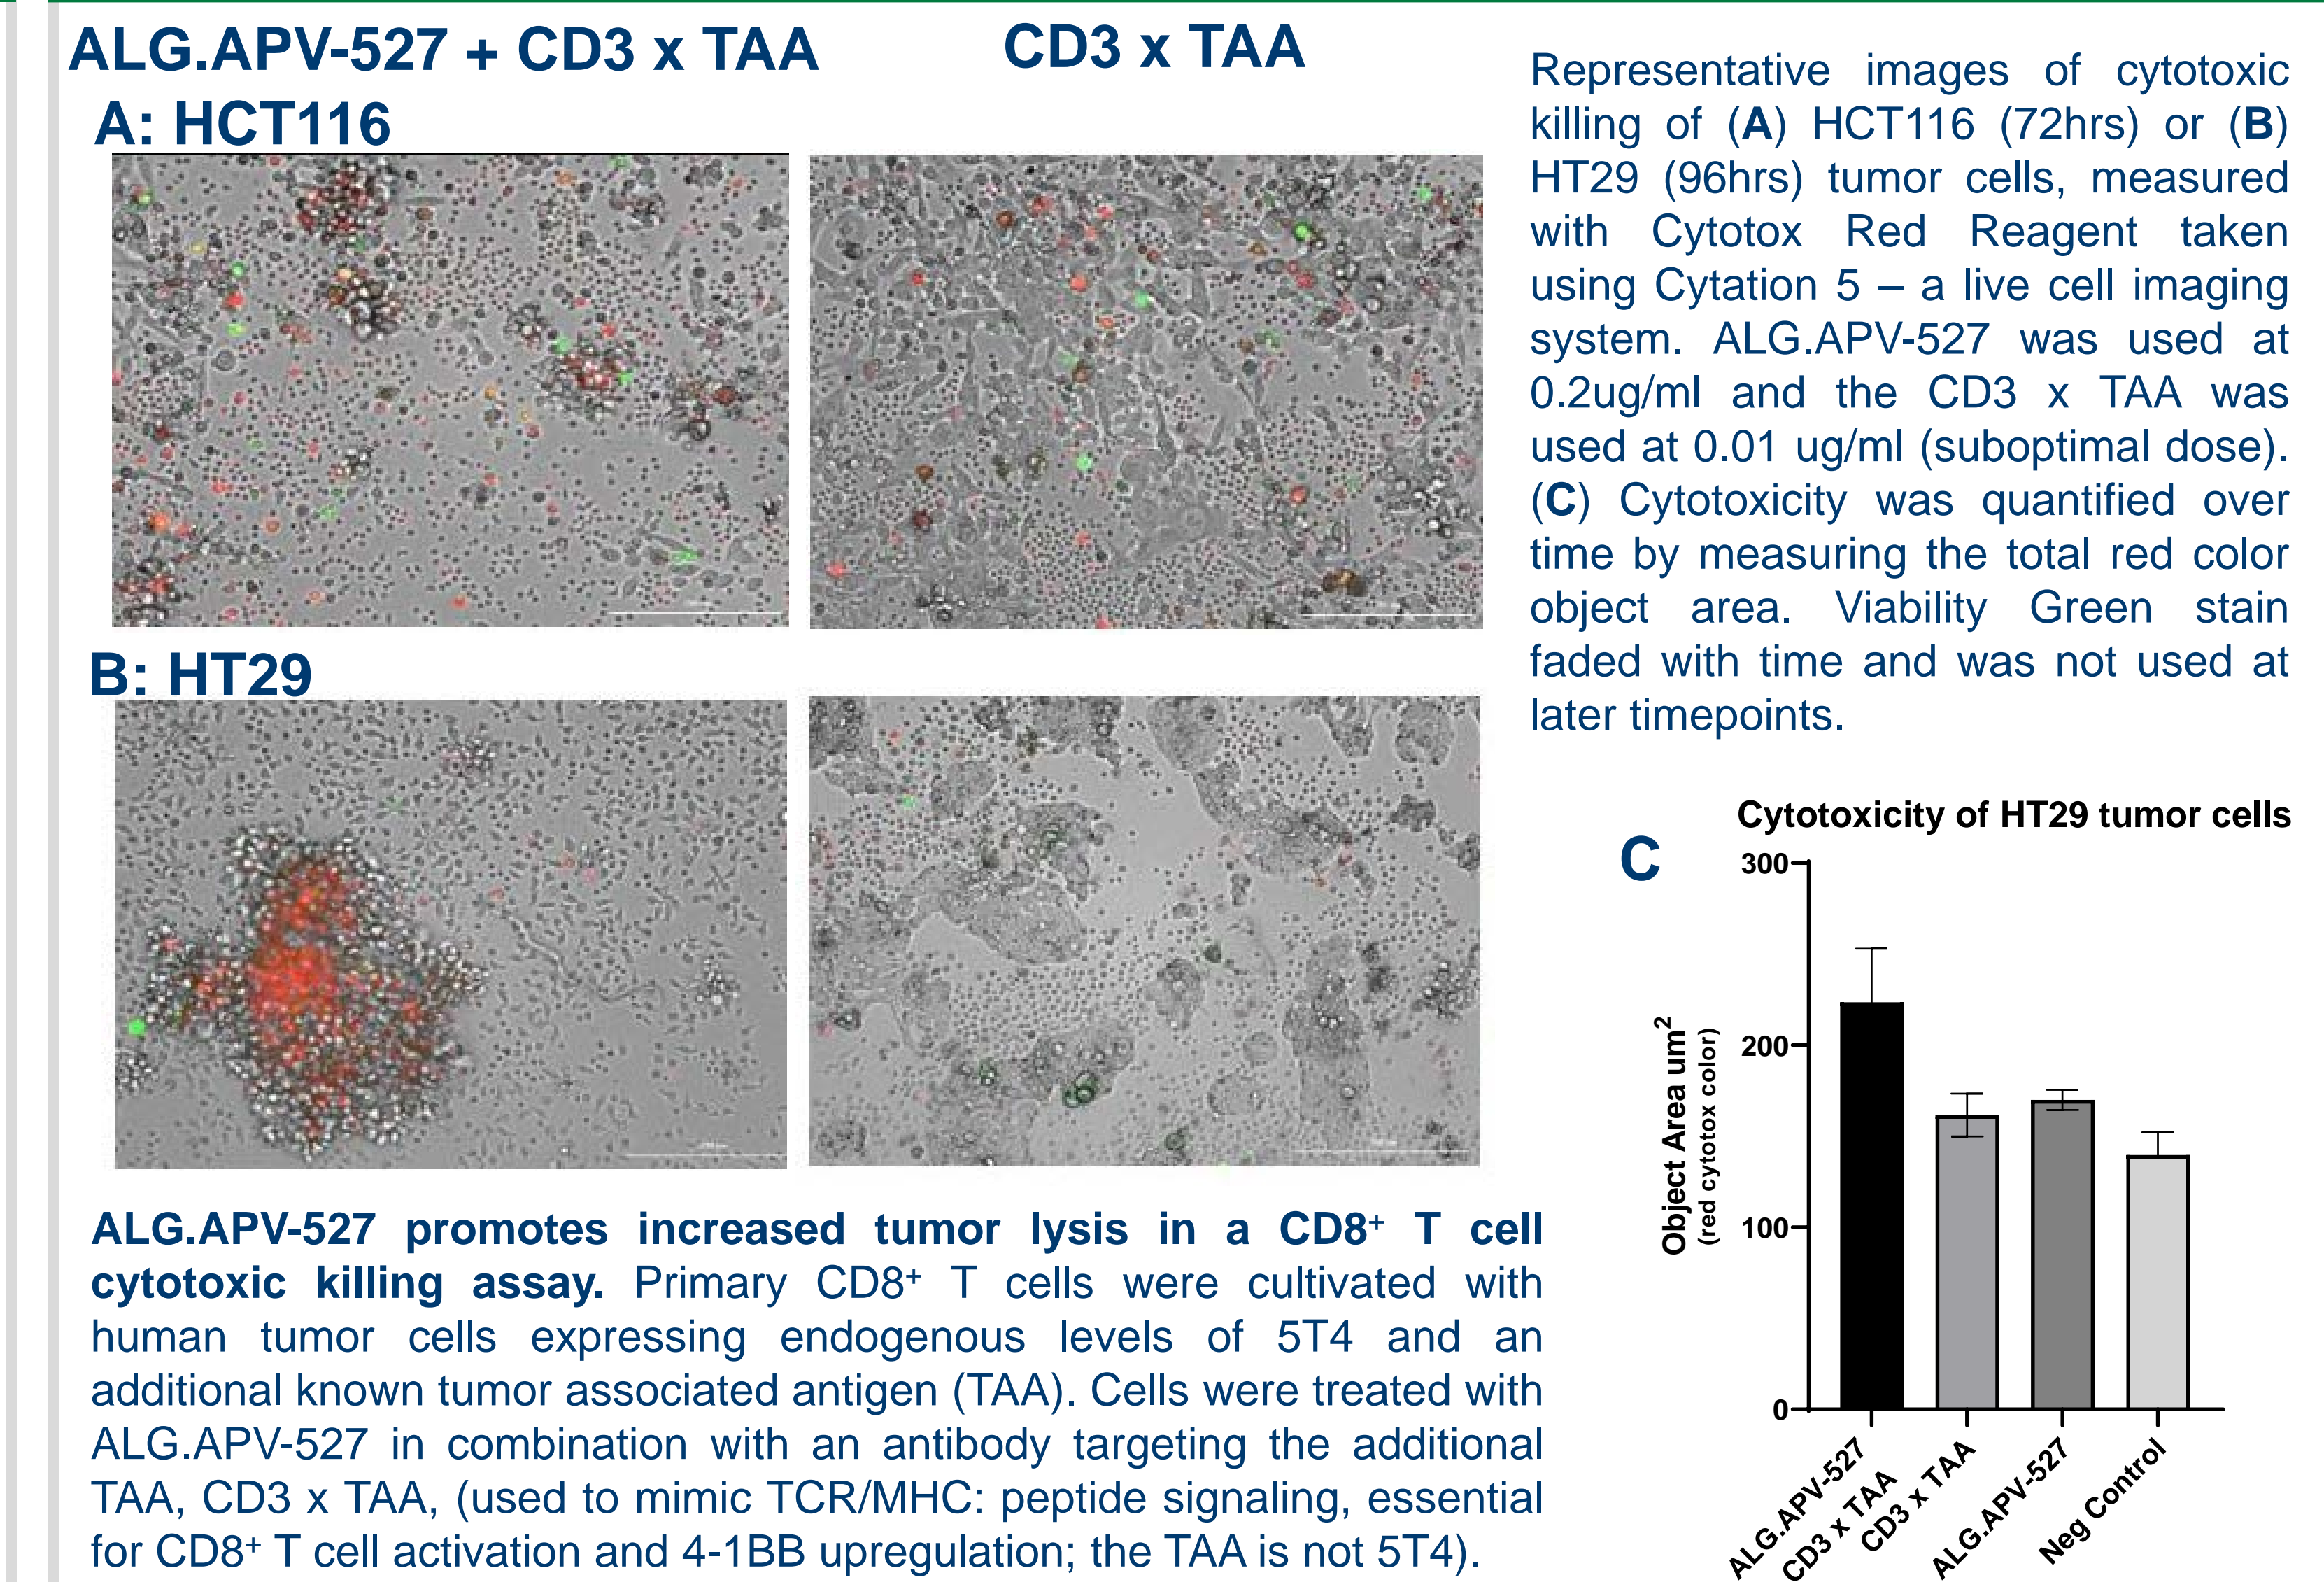 ALG.APV-527 + CD3 x TAA
CD3 x TAA
A: HCT116
B: HT29
Representative images of cytotoxic
killing of (A) HCT116 (72hrs) or (B)
HT29 (96hrs) tumor cells, measured
with Cytotox Red Reagent taken
using Cytation 5 – a live cell imaging
system. ALG.APV-527 was used at
0.2ug/ml and the CD3 x TAA was
used at 0.01 ug/ml (suboptimal dose).
(C) Cytotoxicity was quantified over
time by measuring the total red color
object area. Viability Green stain
faded with time and was not used at
later timepoints.
ALG.APV-527 promotes increased tumor lysis in a CD8⁺ T cell
cytotoxic killing assay. Primary CD8⁺ T cells were cultivated with
human tumor cells expressing endogenous levels of 5T4 and an
additional known tumor associated antigen (TAA). Cells were treated with
ALG.APV-527 in combination with an antibody targeting the additional
TAA, CD3 x TAA, (used to mimic TCR/MHC: peptide signaling, essential
for CD8⁺ T cell activation and 4-1BB upregulation; the TAA is not 5T4).
C
Cytotoxicity of HT29 tumor cells
Object Area um²
(red cytotox color)
300
200
100
0
ALG.APV-527
CD3 x TAA
CD3 x TAA
ALG.APV-527
Neg Control